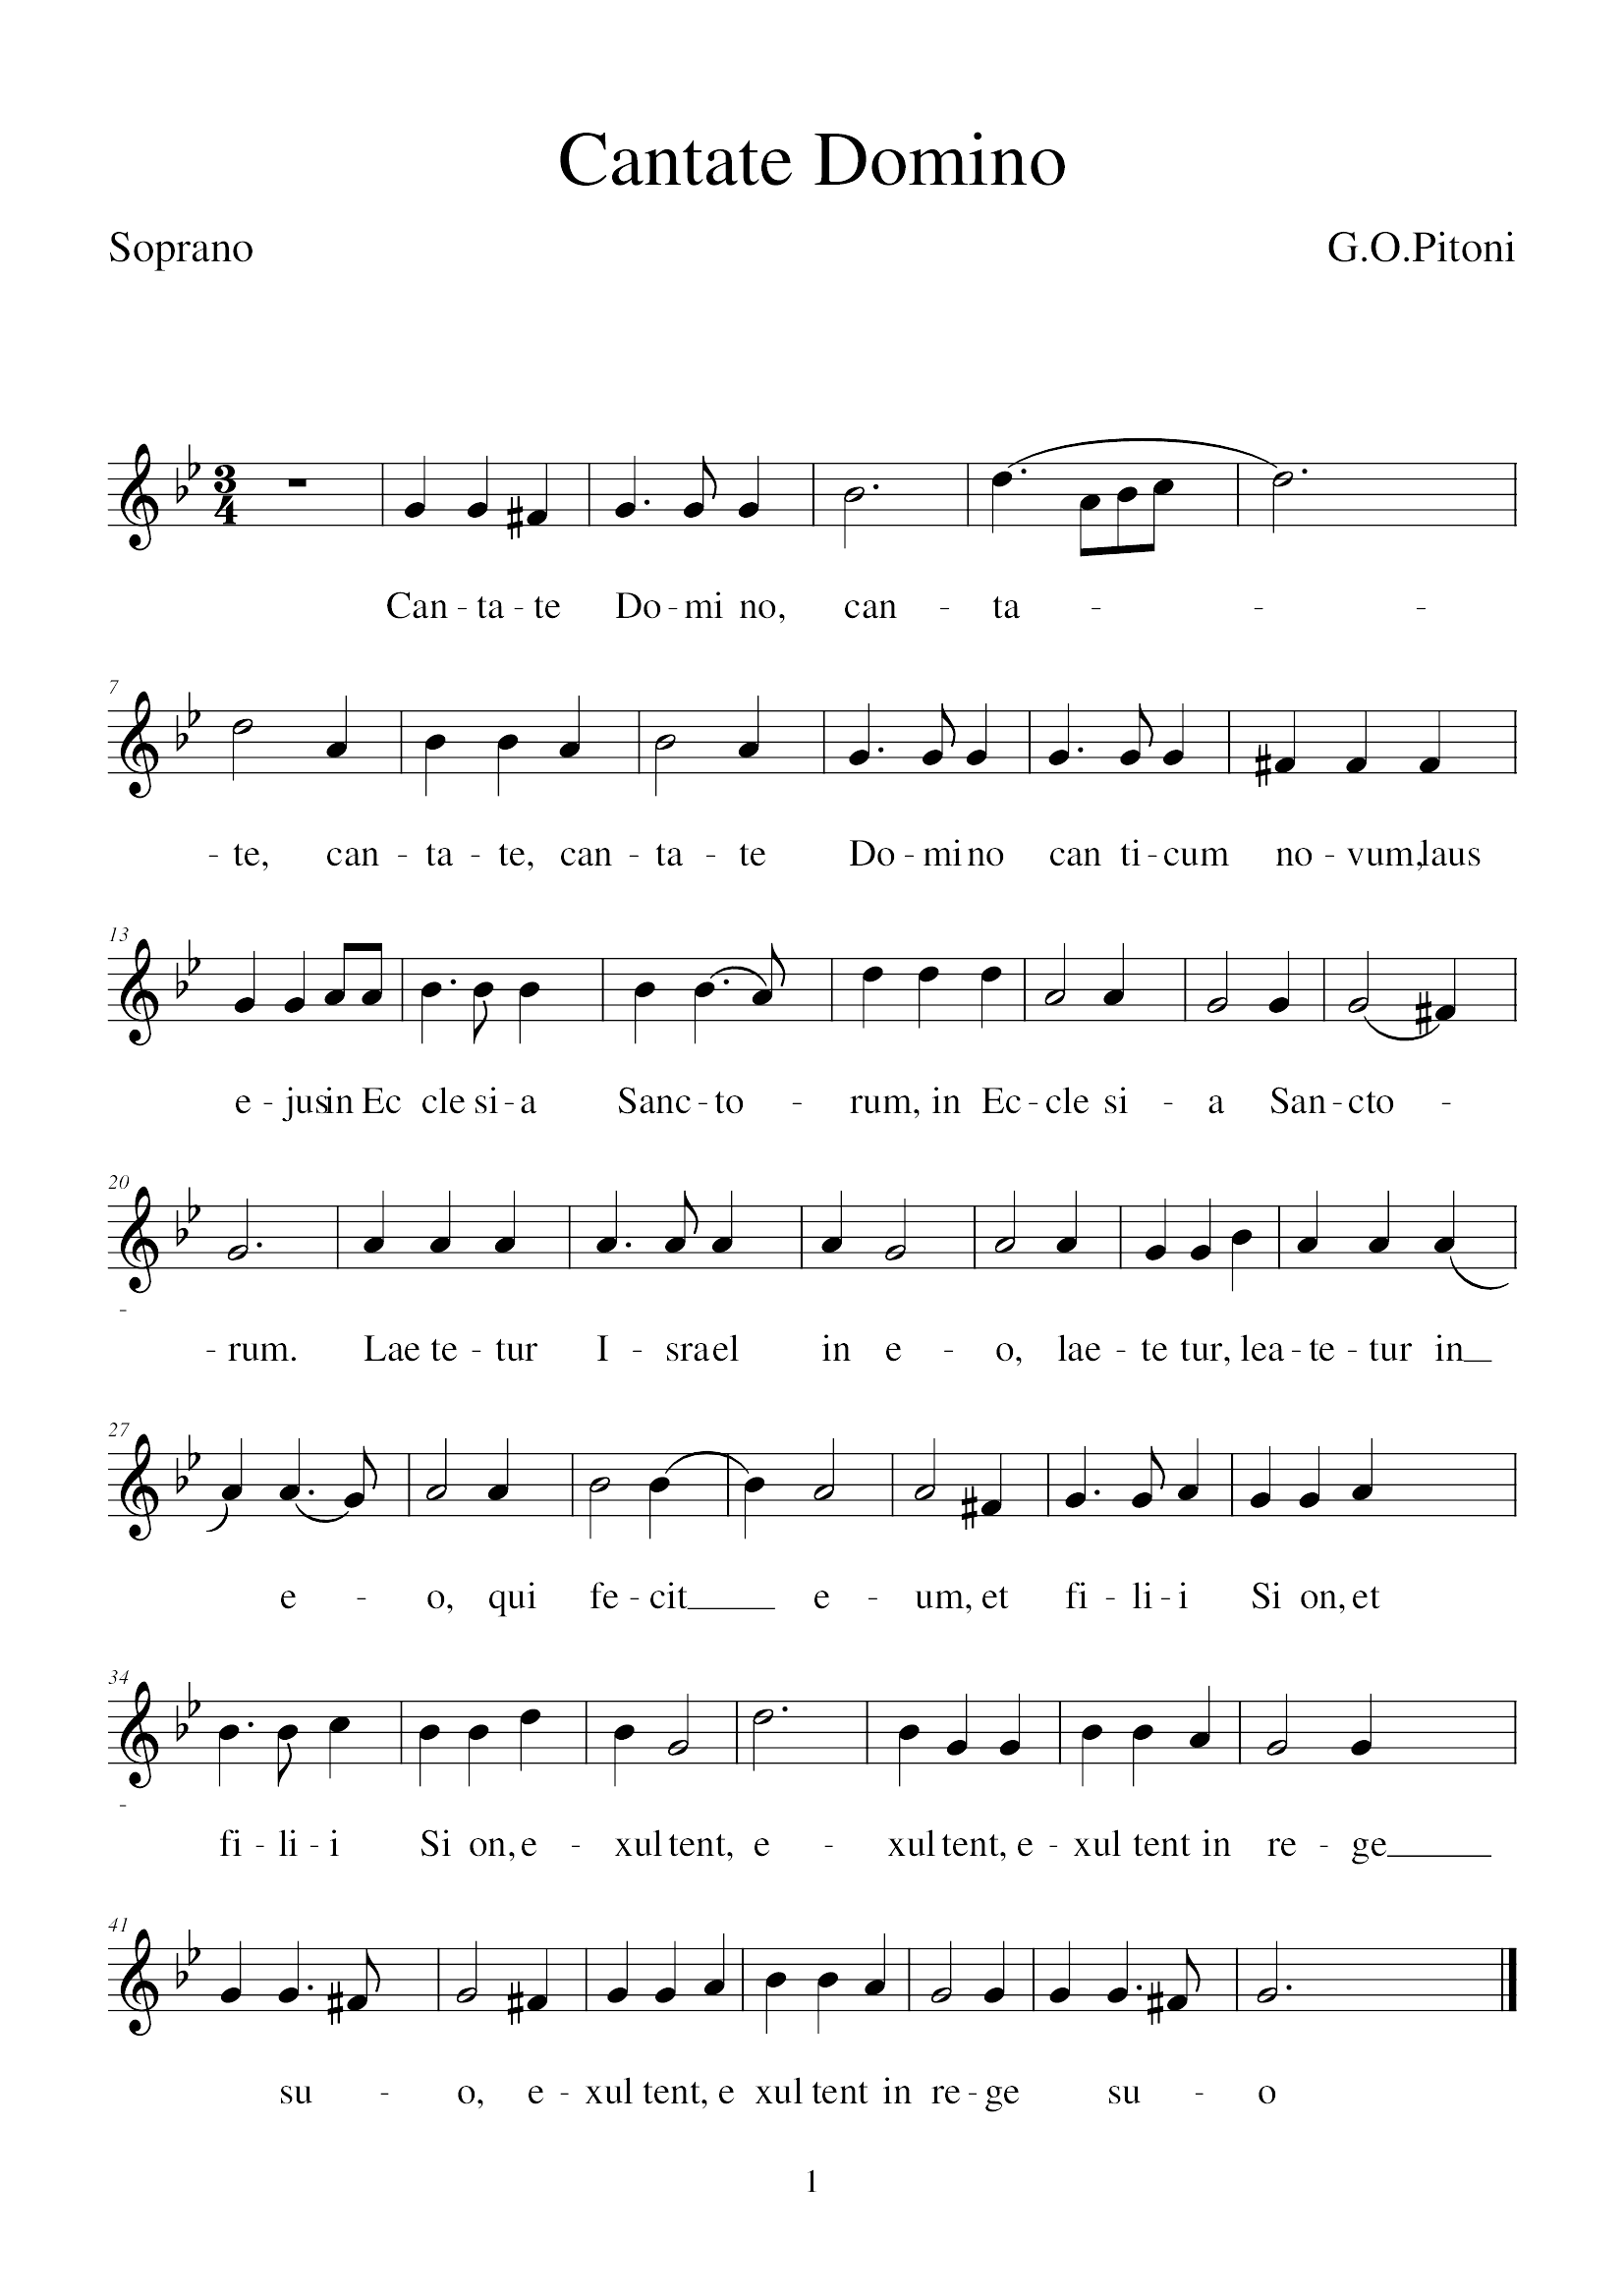 Cantate Domino
Soprano G.O.Pitoni
3
4
Can - ta - te Do - mi no, can - ta - - -
7
- te, can - ta - te, can - ta - te Do - mi no can ti - cum no - vum, laus
13
e - jus in Ec cle si - a Sanc - to - rum, in Ec - cle si - a San - cto -
20
-
- rum. Lae te - tur I - srael in e - o, lae - te tur, lea - te - tur in
27
e - o, qui fe - cit e - um, et fi - li - i Si on, et
34
-
fi - li - i Si on, e - xul tent, e - xul tent, e - xul tent in re - ge
41
su - o, e - xul tent, e xul tent in re - ge su - o
1